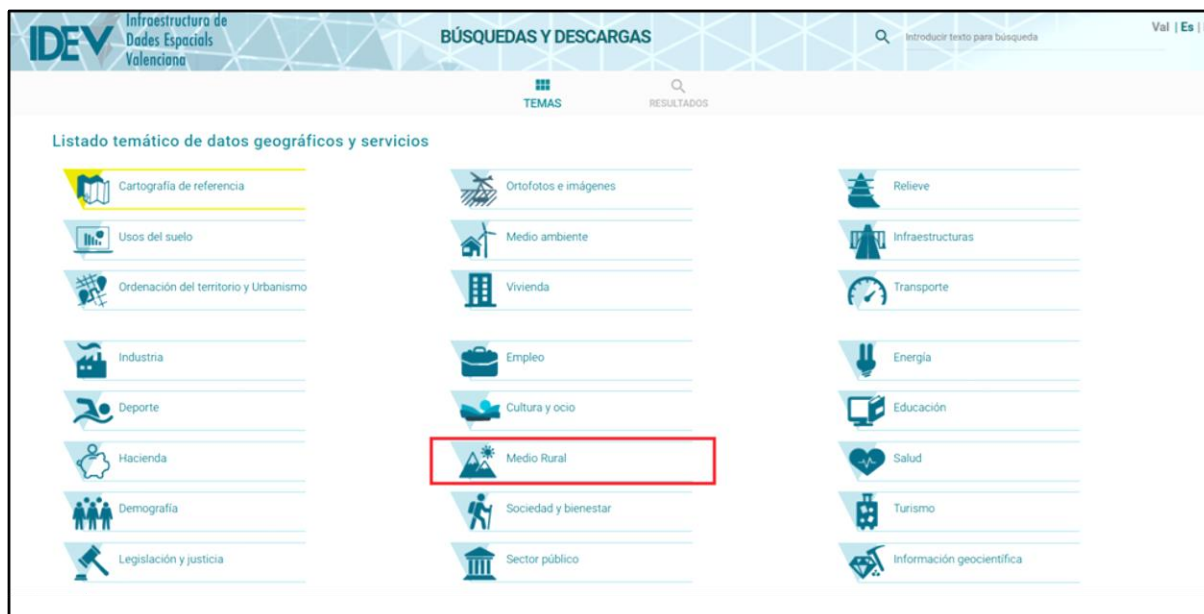 IDEV
Infraestructura de
Dades Espacials
Valenciana
BÚSQUEDAS Y DESCARGAS
Introducir texto para búsqueda
Val | Es |
TEMAS
RESULTADOS
Listado temático de datos geográficos y servicios
Cartografía de referencia
Ortofotos e imágenes
Relieve
Usos del suelo
Medio ambiente
Infraestructuras
Ordenación del territorio y Urbanismo
Vivienda
Transporte
Industria
Empleo
Energía
Deporte
Cultura y ocio
Educación
Hacienda
Medio Rural
Salud
Demografía
Sociedad y bienestar
Turismo
Legislación y justicia
Sector público
Información geocientífica